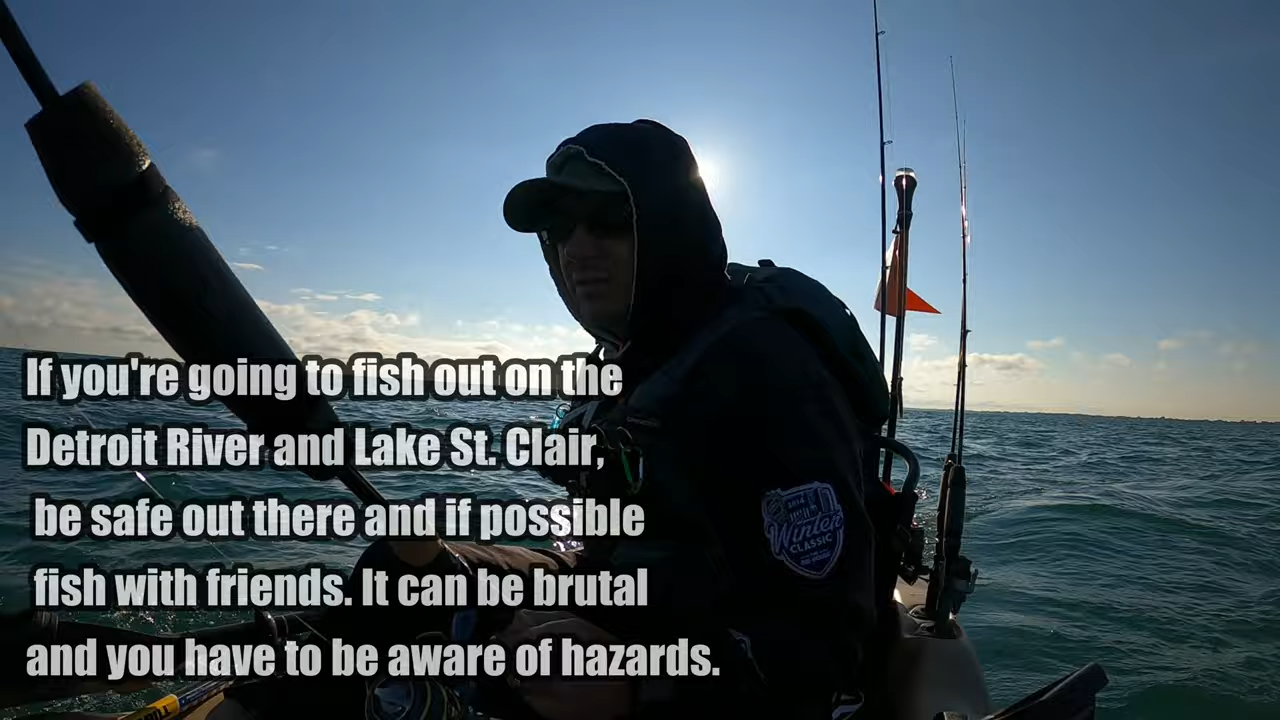 If you're going to fish out on the
Detroit River and Lake St. Clair,
be safe out there and if possible
fish with friends. It can be brutal
and you have to be aware of hazards.
2014
Winter
CLASSIC